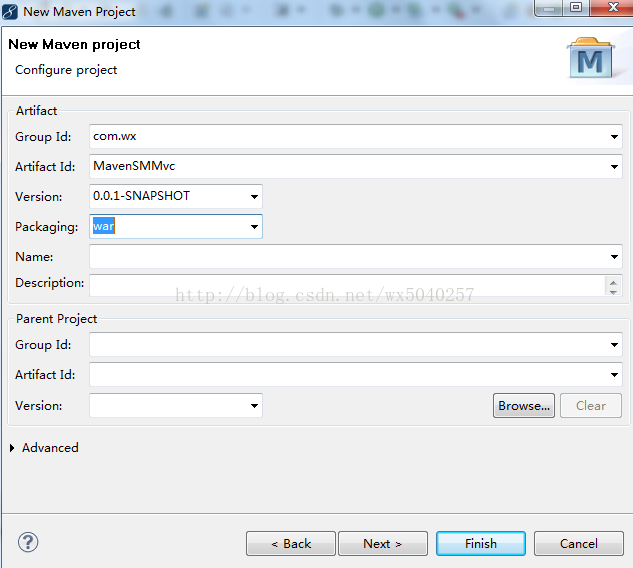 New Maven Project
New Maven project
Configure project
M
Artifact
Group Id: com.wx
Artifact Id: MavenSMMvc
Version: 0.0.1-SNAPSHOT
Packaging: war
Name:
Description:
http://blog.csdn.net/wx5040257
Parent Project
Group Id:
Artifact Id:
Version: Browse... Clear
Advanced
? < Back Next > Finish Cancel